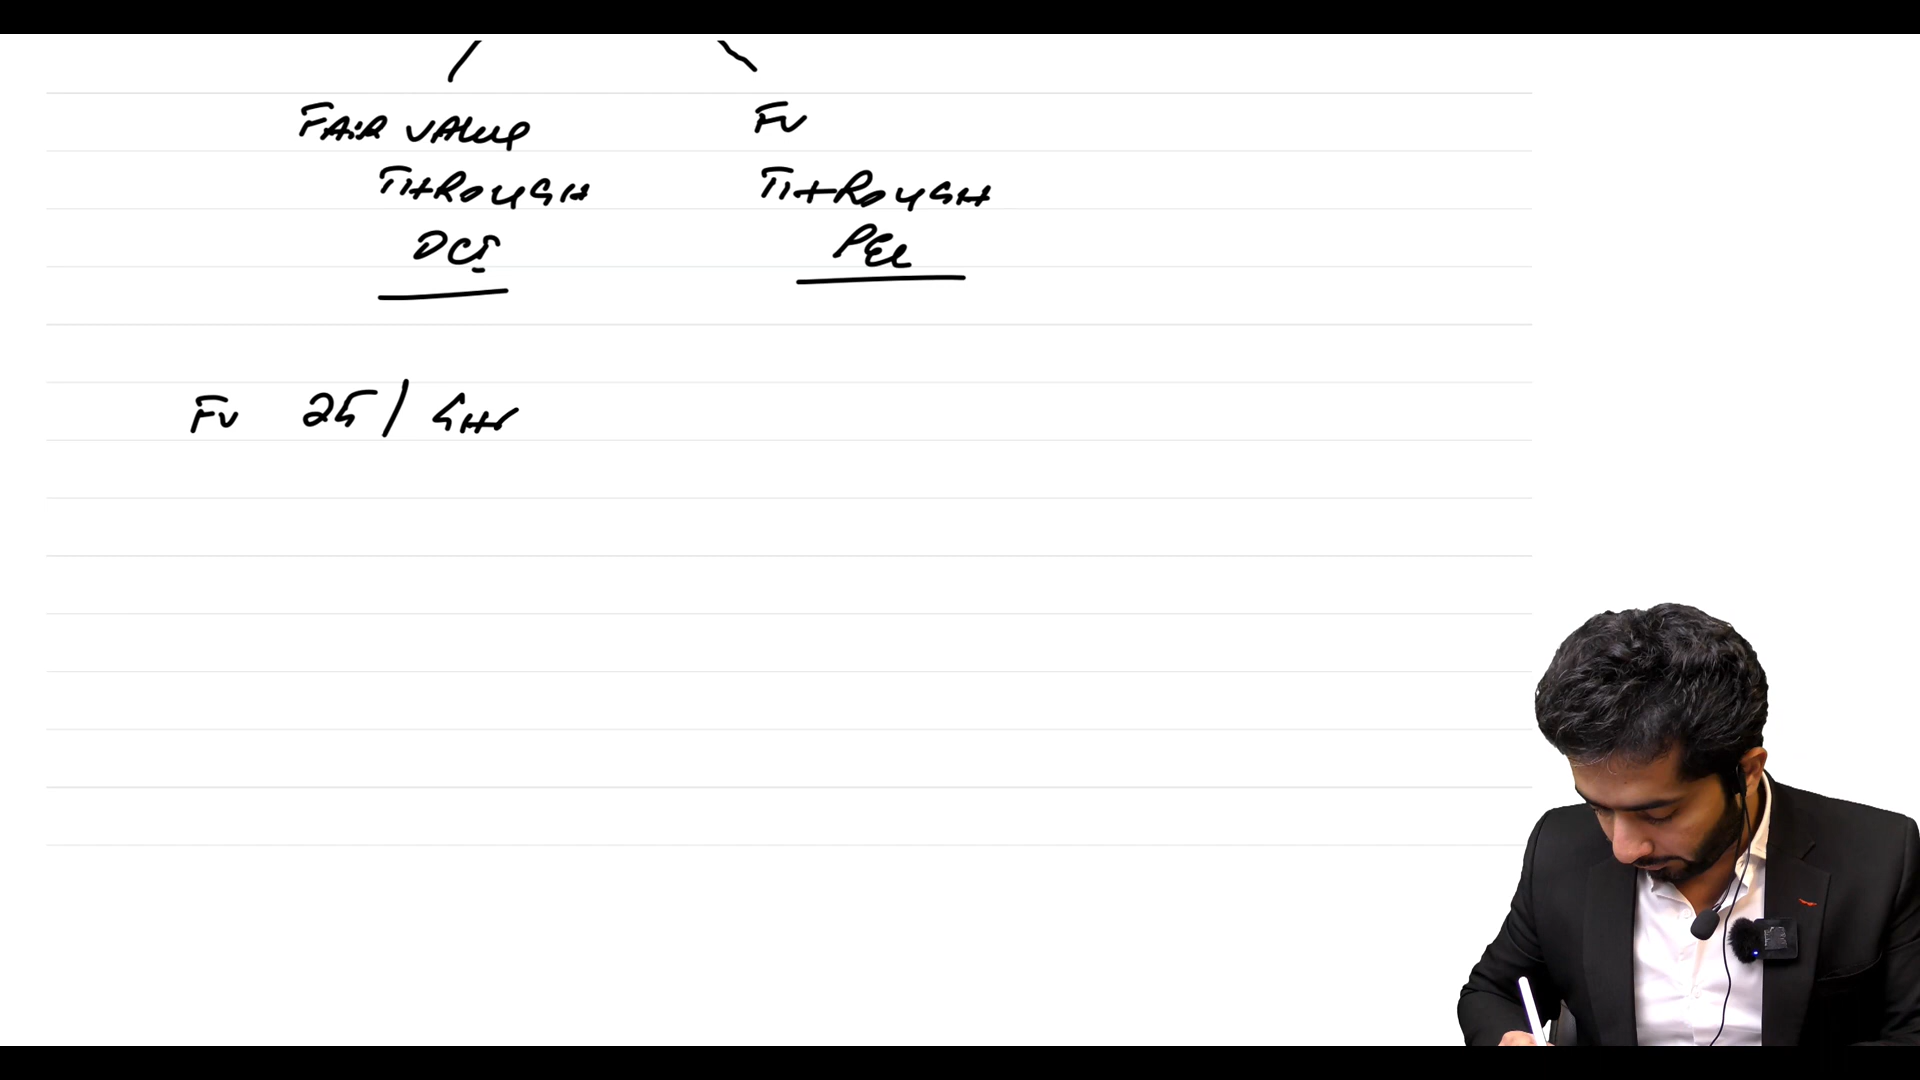 FAIR VALUE
THROUGH
OCI
FV
THROUGH
PEL
FV 25 / SHR